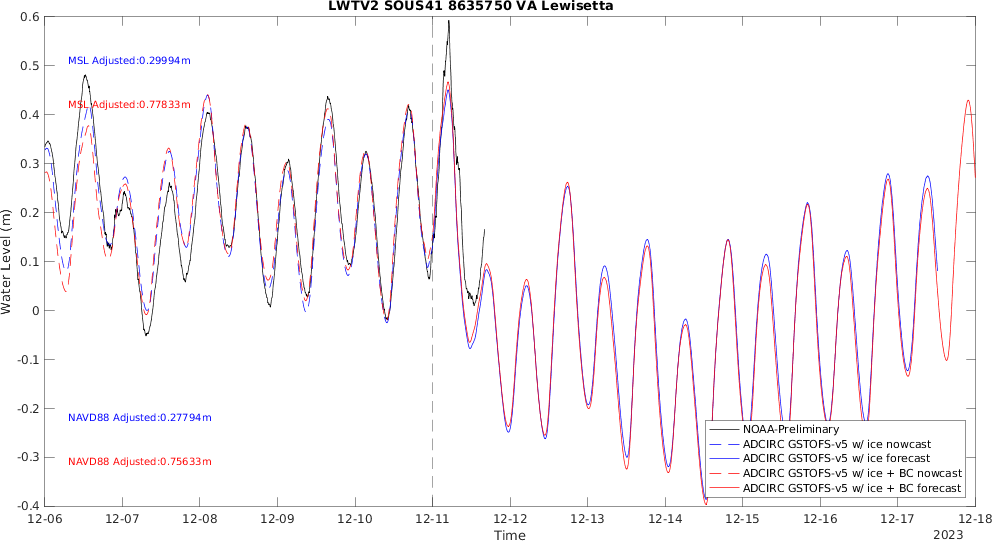 LWTV2 SOUS41 8635750 VA Lewisetta
0.6
0.5
0.4
0.3
0.2
0.1
0
-0.1
-0.2
-0.3
-0.4
Water Level (m)
MSL Adjusted:0.29994m
MSL Adjusted:0.77833m
NAVD88 Adjusted:0.27794m
NAVD88 Adjusted:0.75633m
NOAA-Preliminary
ADCIRC GSTOFS-v5 w/ ice nowcast
ADCIRC GSTOFS-v5 w/ ice forecast
ADCIRC GSTOFS-v5 w/ ice + BC nowcast
ADCIRC GSTOFS-v5 w/ ice + BC forecast
12-06 12-07 12-08 12-09 12-10 12-11 12-12 12-13 12-14 12-15 12-16 12-17 12-18
Time
2023